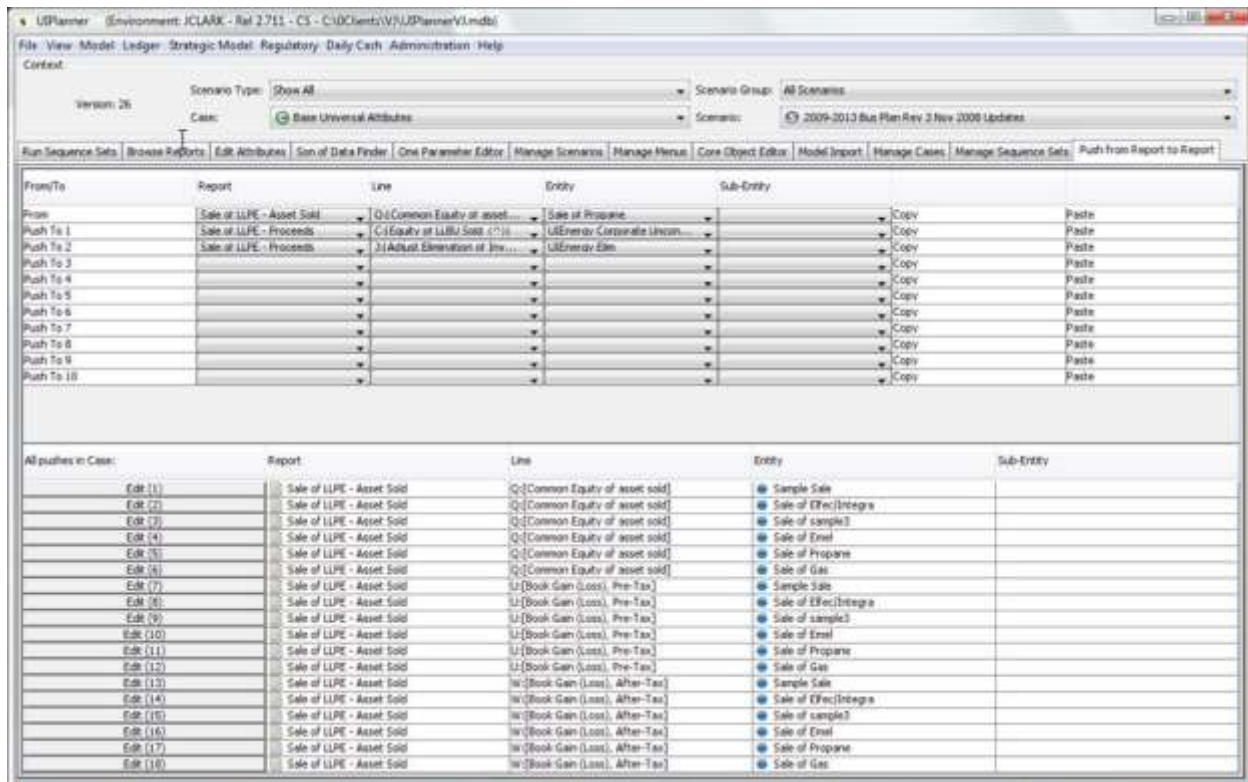 UIPlanner (Environment: JCLARK - Rel 2.711 - CS - C:\0Clients\VJ\UIPlannerVJ.mdb)
File View Model Ledger Strategic Model Regulatory Daily Cash Administration Help
Context
Version: 26
Scenario Type: Show All Scenario Group: All Scenarios
Case: Base Universal Attributes Scenario: 2009-2013 Bus Plan Rev 3 Nov 2008 Updates
Run Sequence Sets Browse Reports Edit Attributes Son of Data Finder One Parameter Editor Manage Scenarios Manage Menus Core Object Editor Model Import Manage Cases Manage Sequence Sets Push from Report to Report
From/To Report Line Entity Sub-Entity
From Sale of LLPE - Asset Sold Q:[Common Equity of asset... Sale of Propane Copy Paste
Push To 1 Sale of LLPE - Proceeds UIEnergy Corporate Uncon... Copy Paste
Push To 2 Sale of LLPE - Proceeds J:[Adjust Elimination of Inv... UIEnergy Elim Copy Paste
Push To 3 Copy Paste
Push To 4 Copy Paste
Push To 5 Copy Paste
Push To 6 Copy Paste
Push To 7 Copy Paste
Push To 8 Copy Paste
Push To 9 Copy Paste
Push To 10 Copy Paste
All pushes in Case: Report Line Entity Sub-Entity
Edit (1) Sale of LLPE - Asset Sold Q:[Common Equity of asset sold] Sample Sale
Edit (2) Sale of LLPE - Asset Sold Q:[Common Equity of asset sold] Sale of Elfec/Integra
Edit (3) Sale of LLPE - Asset Sold Q:[Common Equity of asset sold] Sale of sample3
Edit (4) Sale of LLPE - Asset Sold Q:[Common Equity of asset sold] Sale of Emel
Edit (5) Sale of LLPE - Asset Sold Q:[Common Equity of asset sold] Sale of Propane
Edit (6) Sale of LLPE - Asset Sold Q:[Common Equity of asset sold] Sale of Gas
Edit (7) Sale of LLPE - Asset Sold U:[Book Gain (Loss), Pre-Tax] Sample Sale
Edit (8) Sale of LLPE - Asset Sold U:[Book Gain (Loss), Pre-Tax] Sale of Elfec/Integra
Edit (9) Sale of LLPE - Asset Sold U:[Book Gain (Loss), Pre-Tax] Sale of sample3
Edit (10) Sale of LLPE - Asset Sold U:[Book Gain (Loss), Pre-Tax] Sale of Emel
Edit (11) Sale of LLPE - Asset Sold U:[Book Gain (Loss), Pre-Tax] Sale of Propane
Edit (12) Sale of LLPE - Asset Sold U:[Book Gain (Loss), Pre-Tax] Sale of Gas
Edit (13) Sale of LLPE - Asset Sold W:[Book Gain (Loss), After-Tax] Sample Sale
Edit (14) Sale of LLPE - Asset Sold W:[Book Gain (Loss), After-Tax] Sale of Elfec/Integra
Edit (15) Sale of LLPE - Asset Sold W:[Book Gain (Loss), After-Tax] Sale of sample3
Edit (16) Sale of LLPE - Asset Sold W:[Book Gain (Loss), After-Tax] Sale of Emel
Edit (17) Sale of LLPE - Asset Sold W:[Book Gain (Loss), After-Tax] Sale of Propane
Edit (18) Sale of LLPE - Asset Sold W:[Book Gain (Loss), After-Tax] Sale of Gas